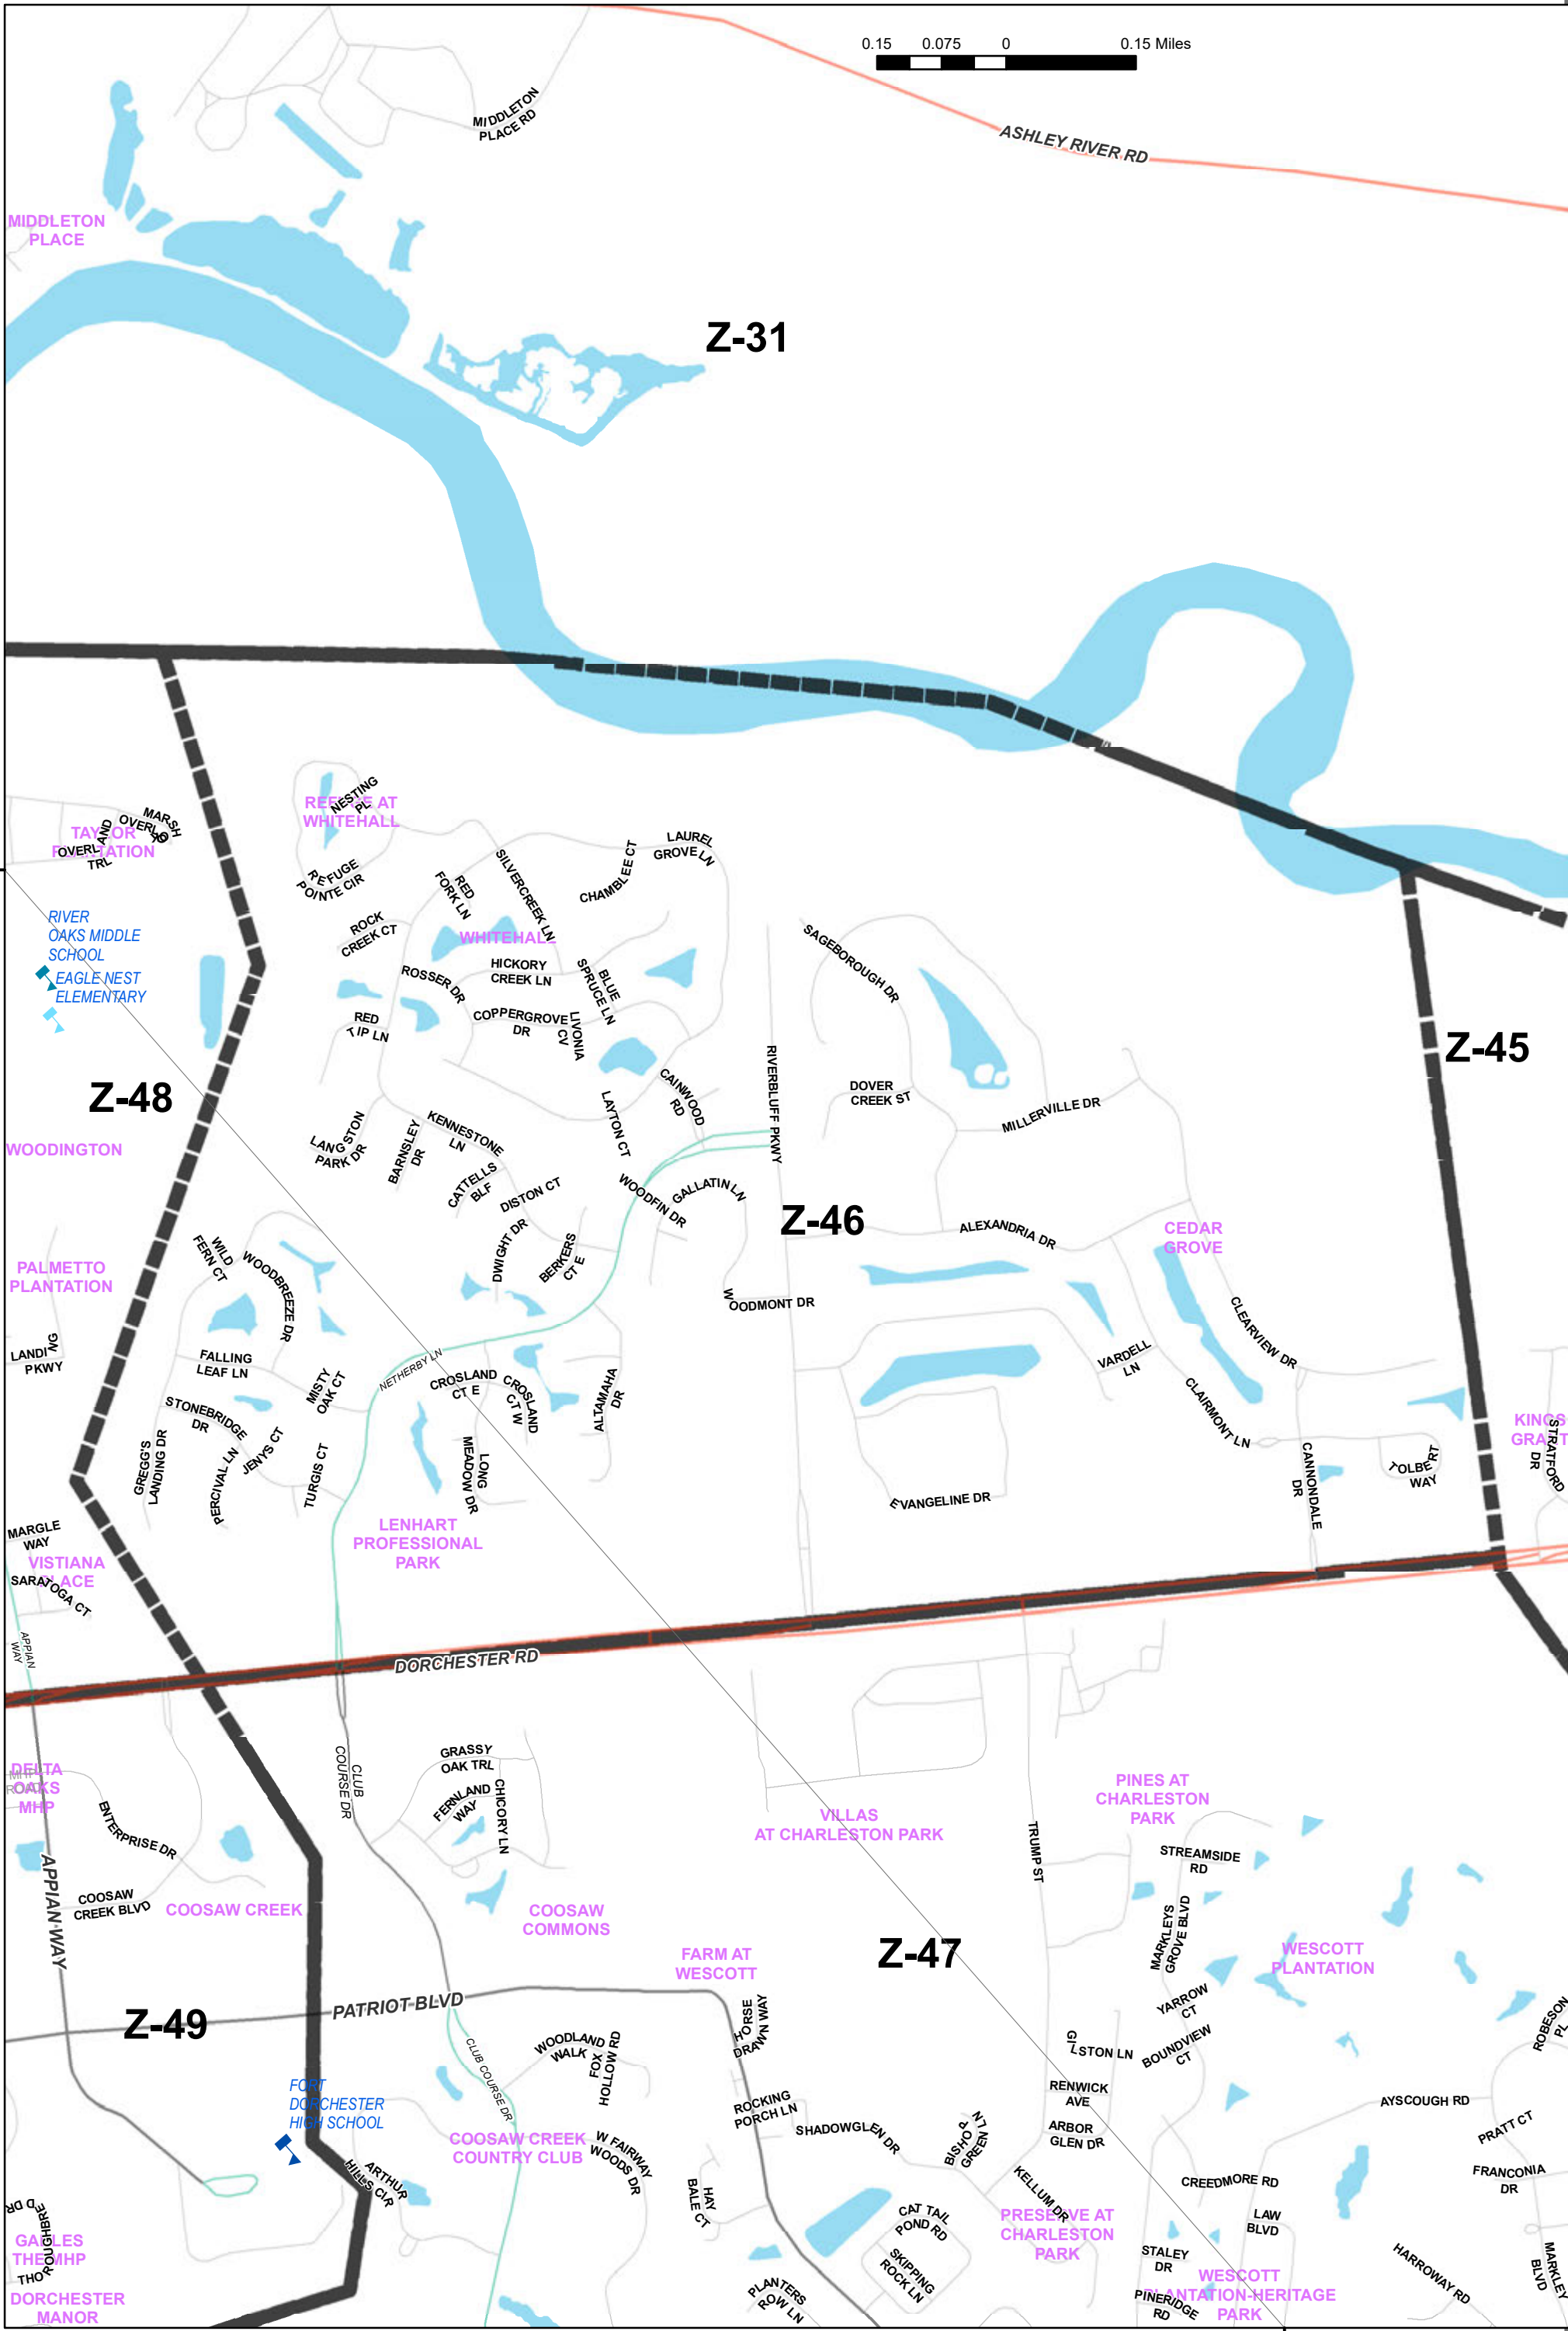 0.15 0.075 0 0.15 Miles
MIDDLETON
PLACE RD
ASHLEY RIVER RD
MIDDLETON
PLACE
Z-31
NESTING
PL
REFUGE AT
WHITEHALL
MARSH
OVERLO
TAYLOR
PLANTATION
OVERLAND
TRL
LAUREL
GROVE LN
CHAMBLEE CT
SILVERCREEK LN
RED
FORK LN
REFUGE
POINTE CIR
ROCK
CREEK CT
WHITEHALL
RIVER
OAKS MIDDLE
SCHOOL
EAGLE NEST
ELEMENTARY
HICKORY
CREEK LN
ROSSER DR
BLUE
SPRUCE LN
SAGEBOROUGH DR
RED
TIP LN
COPPERGROVE
DR
LIVONIA
CV
Z-45
Z-48
RIVERBLUFF PKWY
CAINWOOD
RD
DOVER
CREEK ST
MILLERVILLE DR
LAYTON CT
WOODINGTON
LANGSTON
PARK DR
BARNSLEY
DR
KENNESTONE
LN
CATTELLS
BLF
DISTON CT
WOODFIN DR
GALLATIN LN
Z-46
ALEXANDRIA DR
CEDAR
GROVE
PALMETTO
PLANTATION
WILD
FERN CT
WOODBREEZE DR
DWIGHT DR
BERKERS
CT E
WOODMONT DR
CLEARVIEW DR
LANDING
PKWY
FALLING
LEAF LN
MISTY
OAK CT
NETHERBY LN
CROSLAND
CT E
CROSLAND
CT W
ALTAMAHA
DR
VARDELL
LN
CLAIRMONT LN
STONEBRIDGE
DR
GREGG'S
LANDING DR
PERCIVAL LN
JENYS CT
TURGIS CT
LONG
MEADOW DR
CANNONDALE
DR
TOLBERT
WAY
KINGS
GRANT
STRATFORD
DR
EVANGELINE DR
LENHART
PROFESSIONAL
PARK
MARGLE
WAY
VISTIANA
PLACE
SARATOGA CT
APPIAN
WAY
DORCHESTER RD
DELTA
OAKS
MHP
MHP
ROAD
CLUB
COURSE DR
GRASSY
OAK TRL
FERNLAND
WAY
CHICORY LN
ENTERPRISE DR
VILLAS
AT CHARLESTON PARK
PINES AT
CHARLESTON
PARK
TRUMP ST
STREAMSIDE
RD
APPIAN WAY
COOSAW
CREEK BLVD
COOSAW CREEK
COOSAW
COMMONS
FARM AT
WESCOTT
Z-47
MARKLEYS
GROVE BLVD
WESCOTT
PLANTATION
Z-49
PATRIOT BLVD
YARROW
CT
ROBESON
PL
HORSE
DRAWN WAY
WOODLAND
WALK
FOX
HOLLOW RD
CLUB COURSE DR
GILSTON LN
BOUNDVIEW
CT
FORT
DORCHESTER
HIGH SCHOOL
RENWICK
AVE
AYSCOUGH RD
ROCKING
PORCH LN
SHADOWGLEN DR
BISHOP
GREEN LN
ARBOR
GLEN DR
PRATT CT
COOSAW CREEK
COUNTRY CLUB
W FAIRWAY
WOODS DR
ARTHUR
HILLS CIR
HAY
BALE CT
KELLUM DR
CREEDMORE RD
FRANCONIA
DR
CAT TAIL
POND RD
PRESERVE AT
CHARLESTON
PARK
LAW
BLVD
D DR
THOROUGHBRE
GABLES
THE MHP
DORCHESTER
MANOR
SKIPPING
ROCK LN
STALEY
DR
HARROWAY RD
MARKLEY
BLVD
PLANTERS
ROW LN
PINERIDGE
RD
WESCOTT
PLANTATION-HERITAGE
PARK